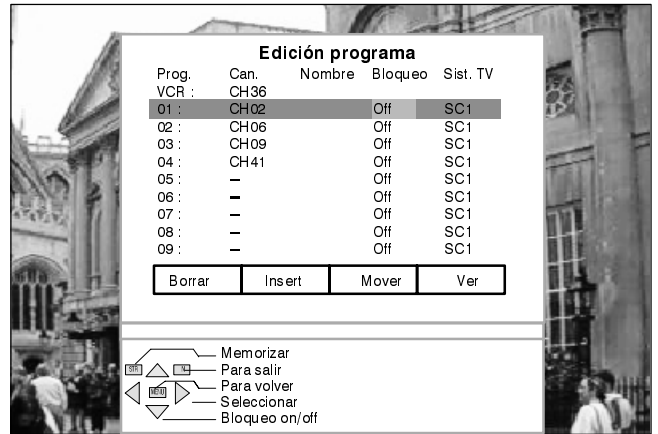 Edición programa
Prog. Can. Nombre Bloqueo Sist. TV
VCR : CH36
01 : CH02 Off SC1
02 : CH06 Off SC1
03 : CH09 Off SC1
04 : CH41 Off SC1
05 : – Off SC1
06 : – Off SC1
07 : – Off SC1
08 : – Off SC1
09 : – Off SC1
Borrar Insert Mover Ver
Memorizar
STR N Para salir
Para volver
MENU Seleccionar
Bloqueo on/off